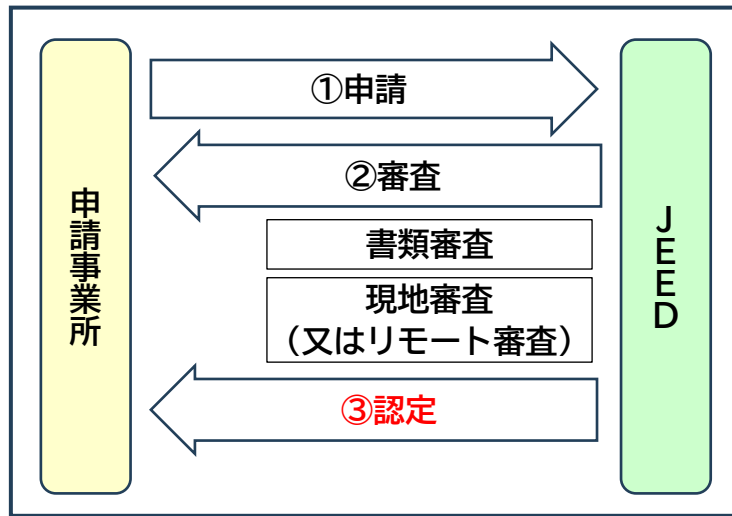 申請事業所
①申請
②審査
書類審査
現地審査
（又はリモート審査）
③認定
JEED